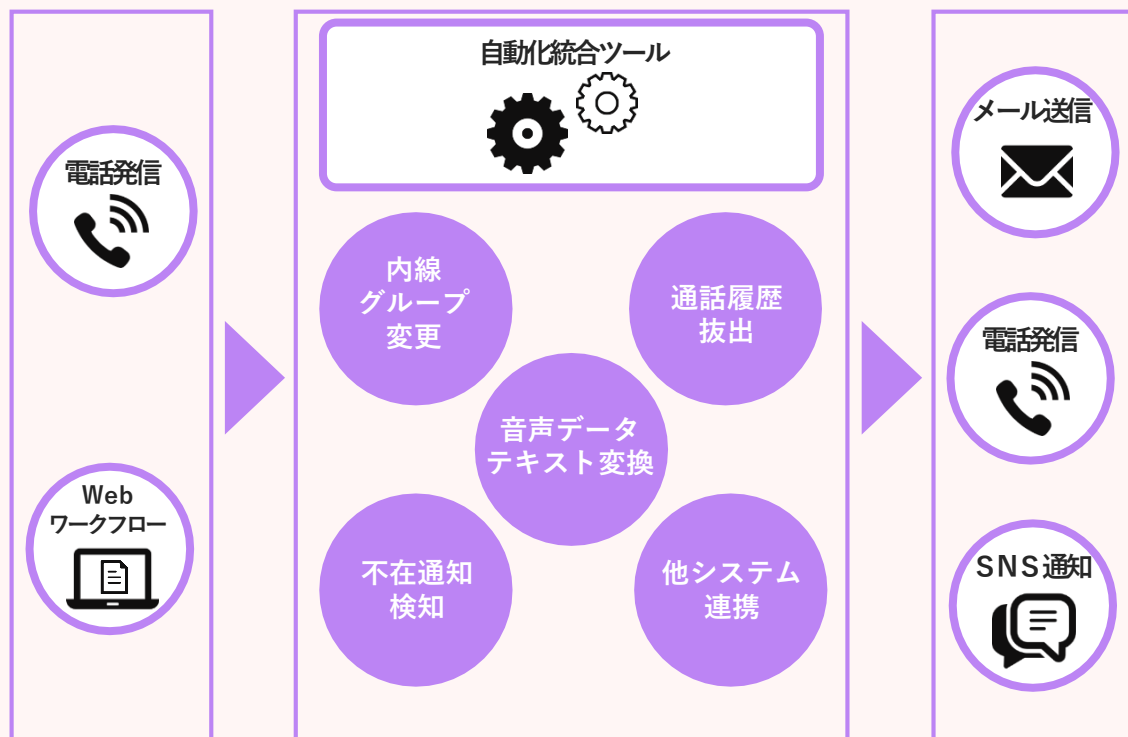 電話発信
Web
ワークフロー
自動化統合ツール
内線
グループ
変更
通話履歴
抜出
音声データ
テキスト変換
不在通知
検知
他システム
連携
メール送信
電話発信
SNS通知